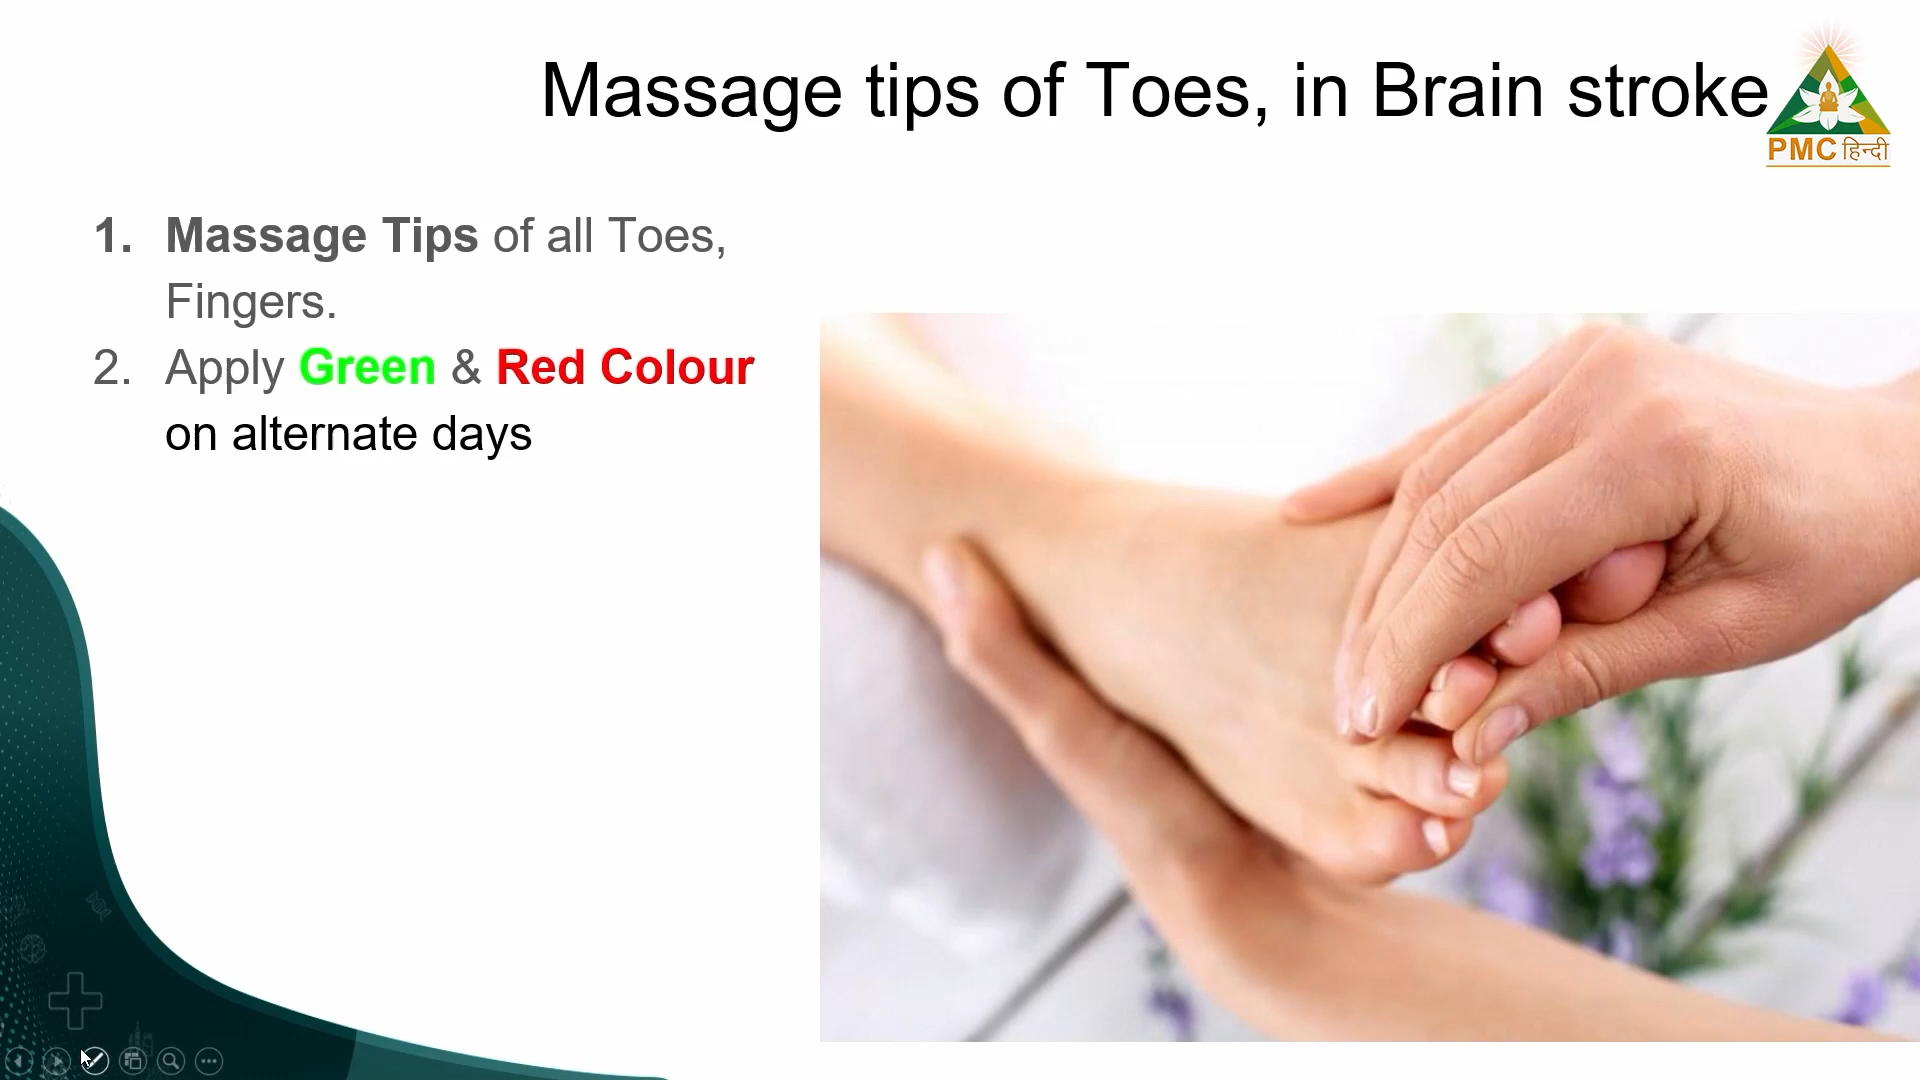 Massage tips of Toes, in Brain stroke
PMC हिन्दी
1. Massage Tips of all Toes,
Fingers.
2. Apply Green & Red Colour
on alternate days